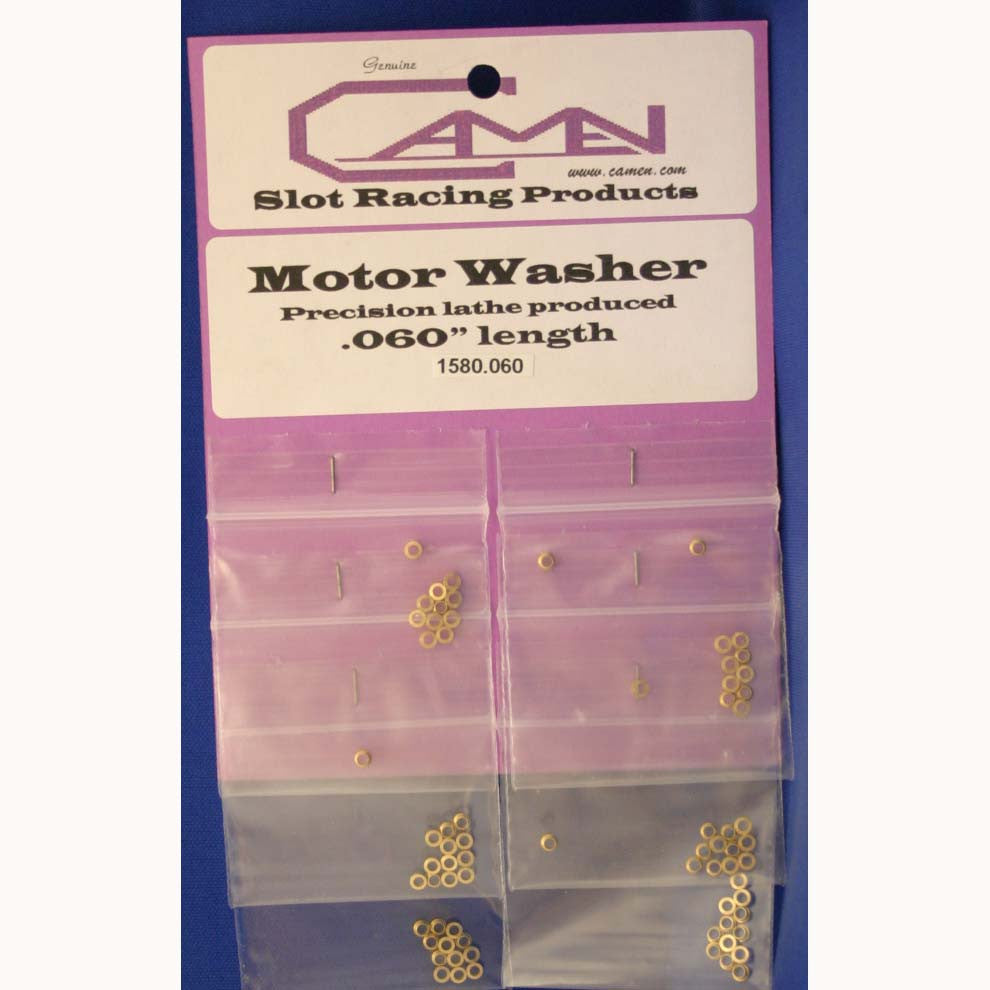 Genuine
CAMEN
www.camen.com
Slot Racing Products
Motor Washer
Precision lathe produced
.060” length
1580.060